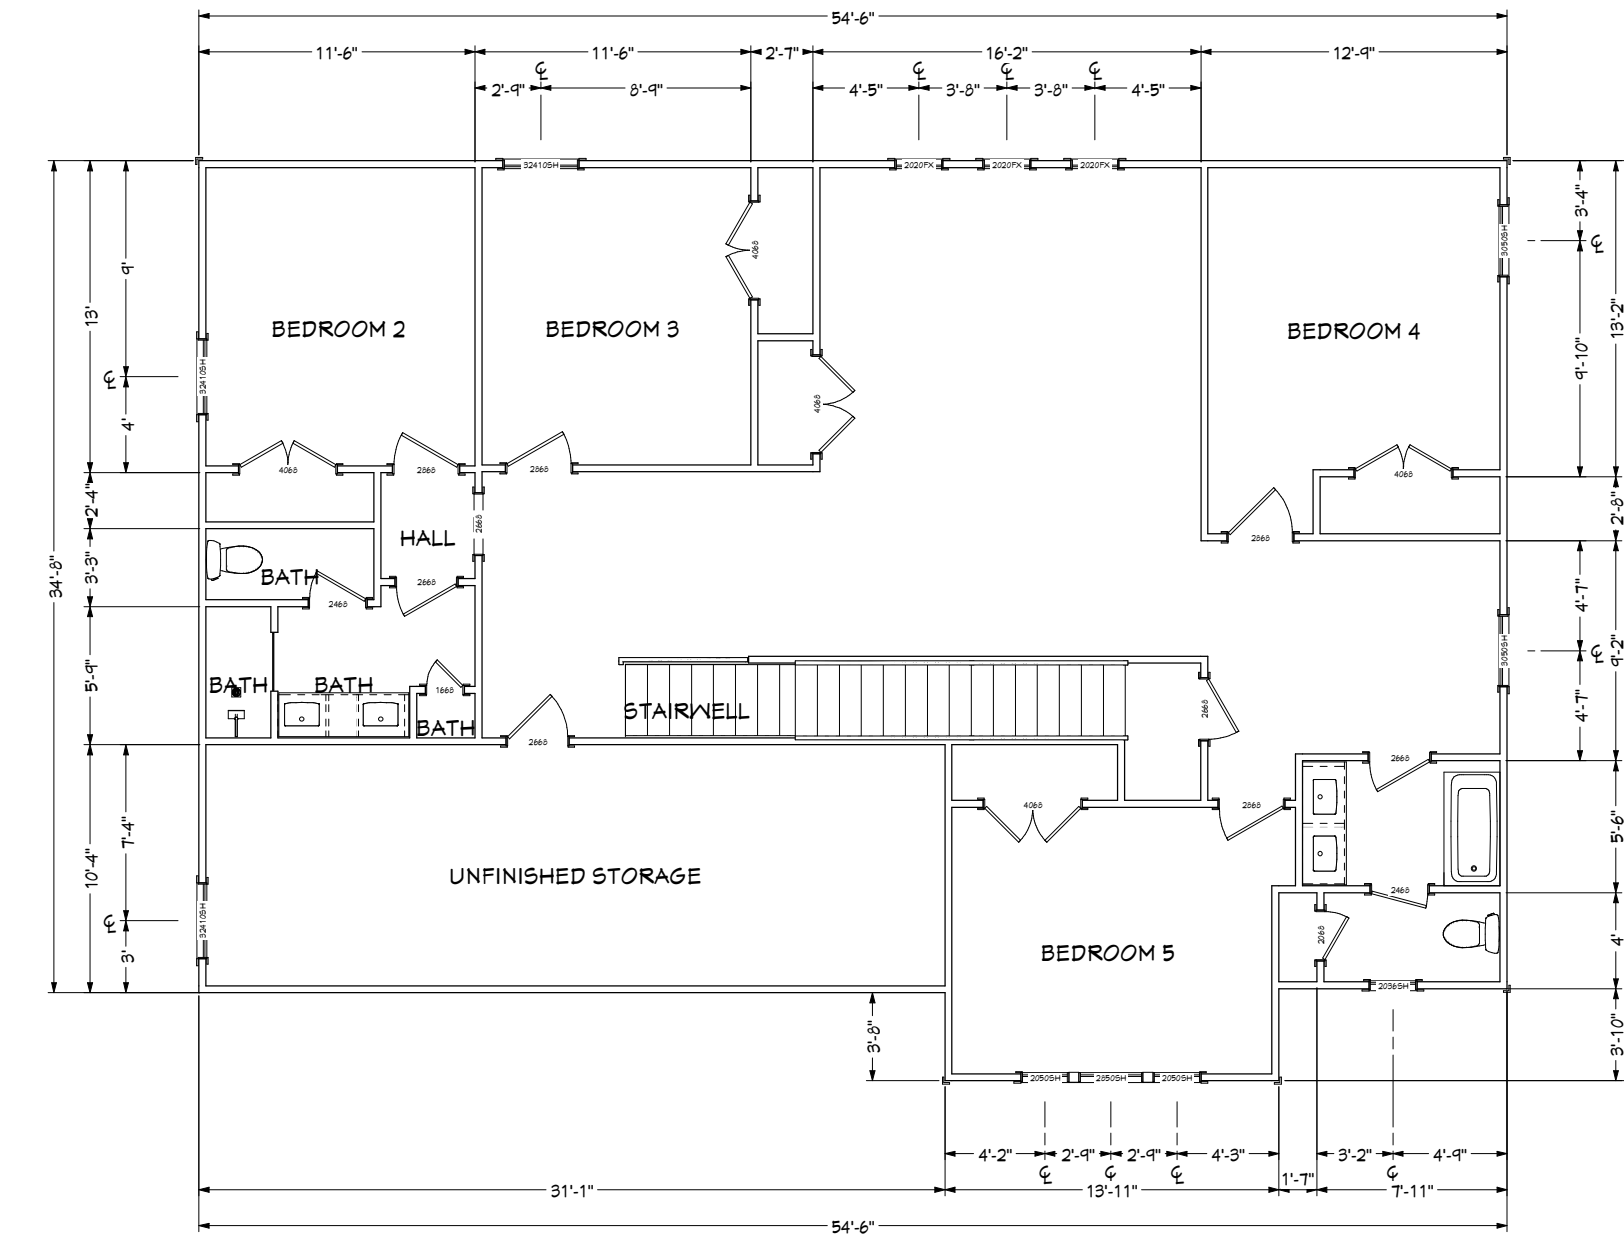 54'-6"
11'-6" 11'-6" 2'-7" 16'-2" 12'-9"
2'-9" 8'-9" 4'-5" 3'-8" 3'-8" 4'-5"
32410SH 2020FX 2020FX 2020FX
3'-4"
4068
3050SH
9'
13'
BEDROOM 2 BEDROOM 3 BEDROOM 4
13'-2"
9'-10"
32410SH
4068
4'
4068 2868 2868 4068
2'-4"
2668
2'-8"
HALL
2868
34'-8"
3'-3"
BATH
2668
2468
4'-7"
3050SH
9'-2"
5'-9"
BATH BATH
1668
STAIRWELL
2668
4'-7"
BATH
2668
2668
7'-4"
4068 2868
5'-6"
10'-4"
UNFINISHED STORAGE
2468
32410SH
2068
3'
BEDROOM 5
4'
2036SH
3'-8"
3'-10"
2050SH 2850SH 2050SH
4'-2" 2'-9" 2'-9" 4'-3" 3'-2" 4'-9"
31'-1" 13'-11" 1'-7" 7'-11"
54'-6"